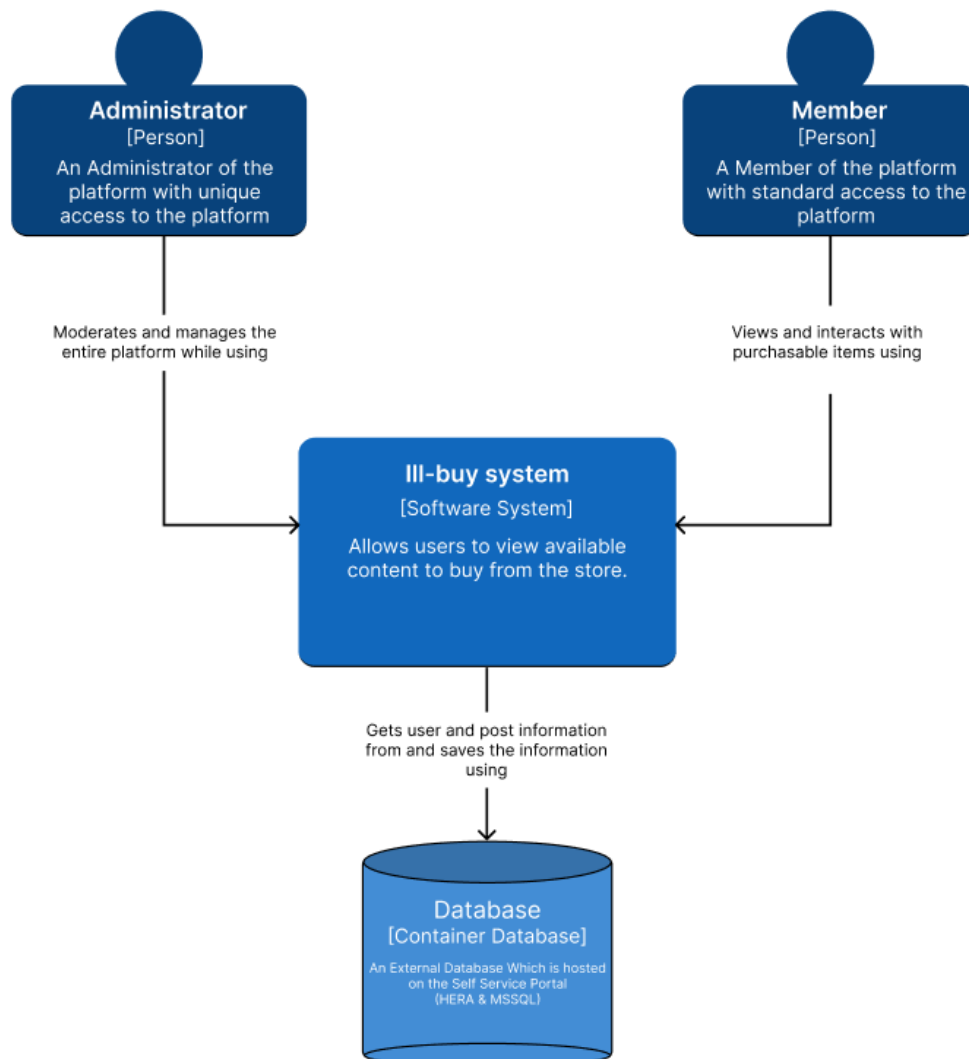 Administrator
[Person]
An Administrator of the
platform with unique
access to the platform
Member
[Person]
A Member of the platform
with standard access to the
platform
Moderates and manages the
entire platform while using
Views and interacts with
purchasable items using
Ill-buy system
[Software System]
Allows users to view available
content to buy from the store.
Gets user and post information
from and saves the information
using
Database
[Container Database]
An External Database Which is hosted
on the Self Service Portal
(HERA & MSSQL)